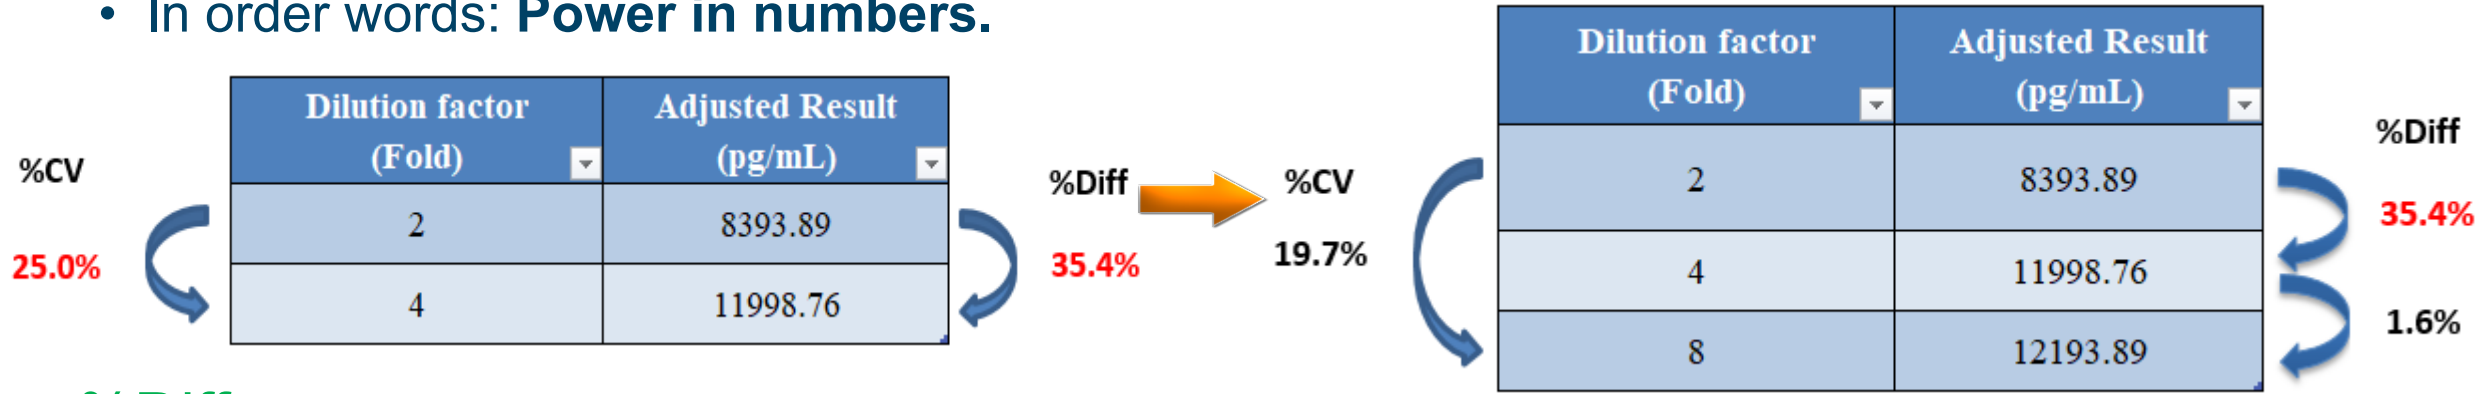 • In order words: Power in numbers.
%CV
25.0%
Dilution factor (Fold) Adjusted Result (pg/mL)
2 8393.89
4 11998.76
%Diff
35.4%
%CV
19.7%
Dilution factor (Fold) Adjusted Result (pg/mL)
2 8393.89
4 11998.76
8 12193.89
%Diff
35.4%
1.6%